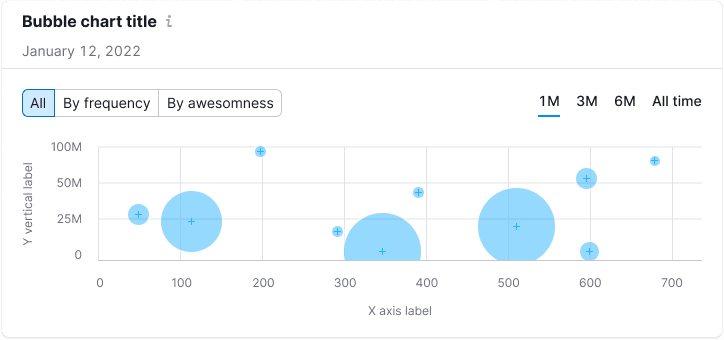 Bubble chart title i
January 12, 2022
All By frequency By awesomness
1M 3M 6M All time
Y vertical label
100M
50M
25M
0
0 100 200 300 400 500 600 700
X axis label